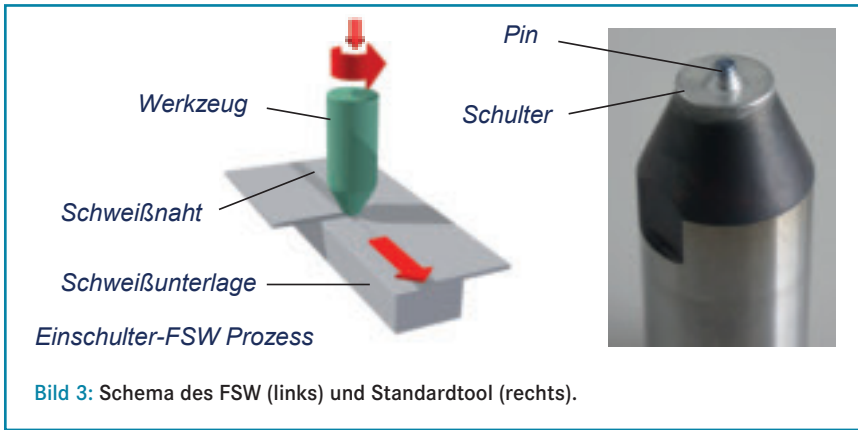 Werkzeug
Schweißnaht
Schweißunterlage
Einschulter-FSW Prozess
Pin
Schulter
Bild 3: Schema des FSW (links) und Standardtool (rechts).